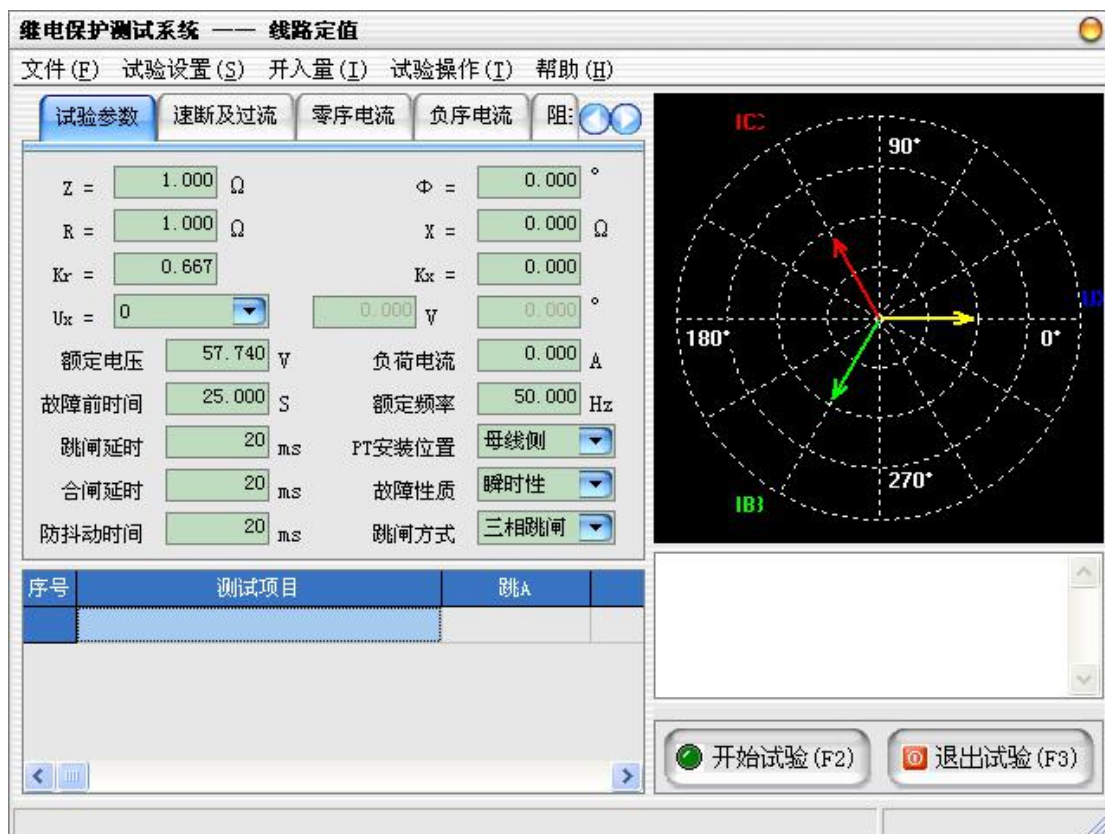 继电保护测试系统 —— 线路定值
文件(F) 试验设置(S) 开入量(I) 试验操作(T) 帮助(H)
试验参数 速断及过流 零序电流 负序电流
Z = 1.000 Ω Φ = 0.000 °
R = 1.000 Ω X = 0.000 Ω
Kr = 0.667 Kx = 0.000
Ux = 0 0.000 V 0.000 °
额定电压 57.740 V 负荷电流 0.000 A
故障前时间 25.000 S 额定频率 50.000 Hz
跳闸延时 20 ms PT安装位置 母线侧
合闸延时 20 ms 故障性质 瞬时性
防抖动时间 20 ms 跳闸方式 三相跳闸
序号 测试项目 跳A
90°
180° 0°
270°
开始试验(F2) 退出试验(F3)